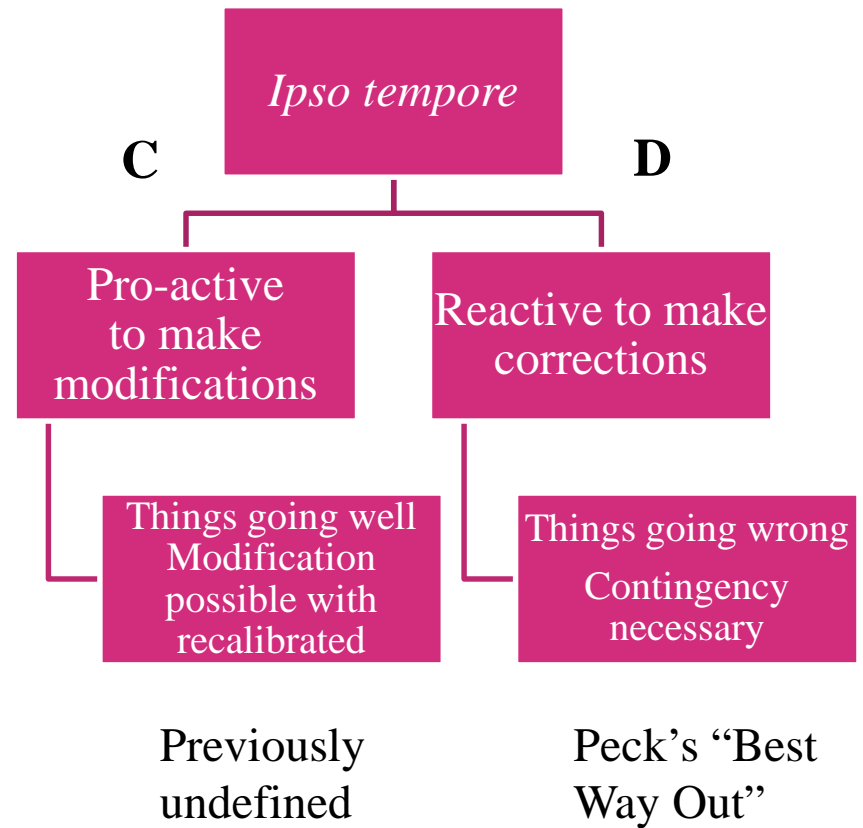 Ipso tempore
C
D
Pro-active
to make
modifications
Reactive to make
corrections
Things going well
Modification
possible with
recalibrated
Things going wrong
Contingency
necessary
Previously
undefined
Peck’s “Best
Way Out”